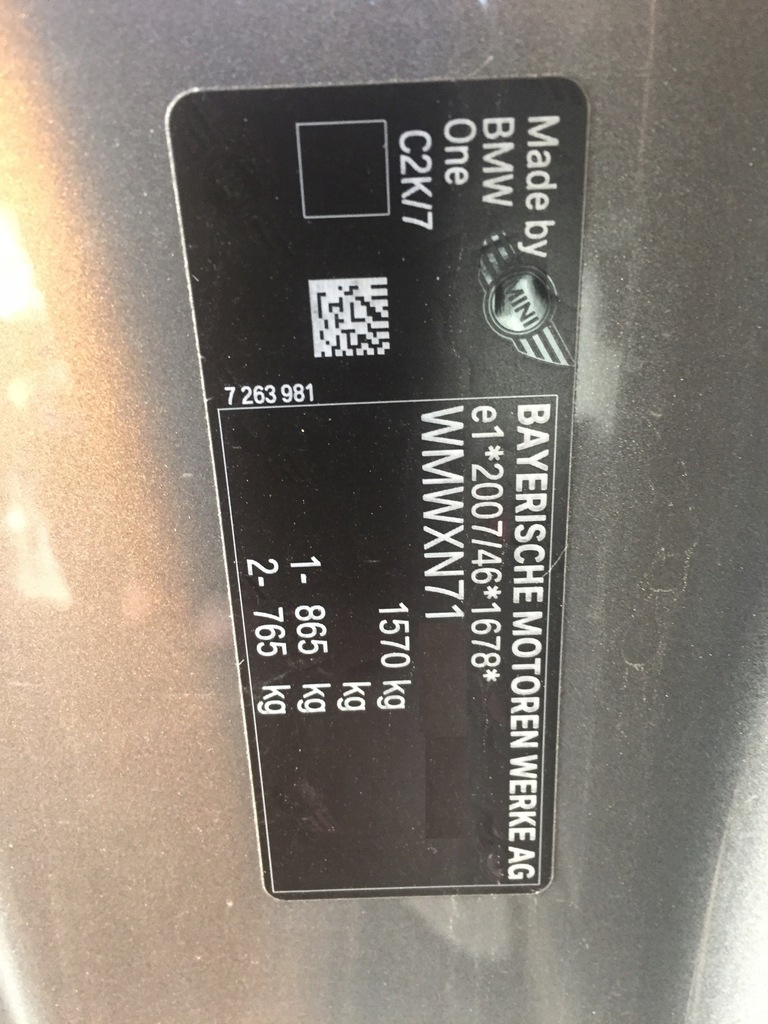 Made by
BMW
One
C2K/7
MINI
7 263 981
BAYERISCHE MOTOREN WERKE AG
e1*2007/46*1678*
WMWXN71
1570 kg
kg
1- 865 kg
2- 765 kg